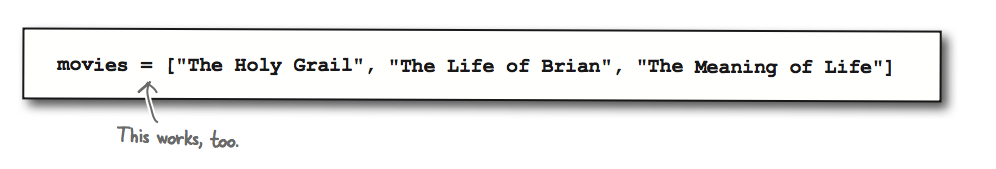 movies = ["The Holy Grail", "The Life of Brian", "The Meaning of Life"]
This works, too.